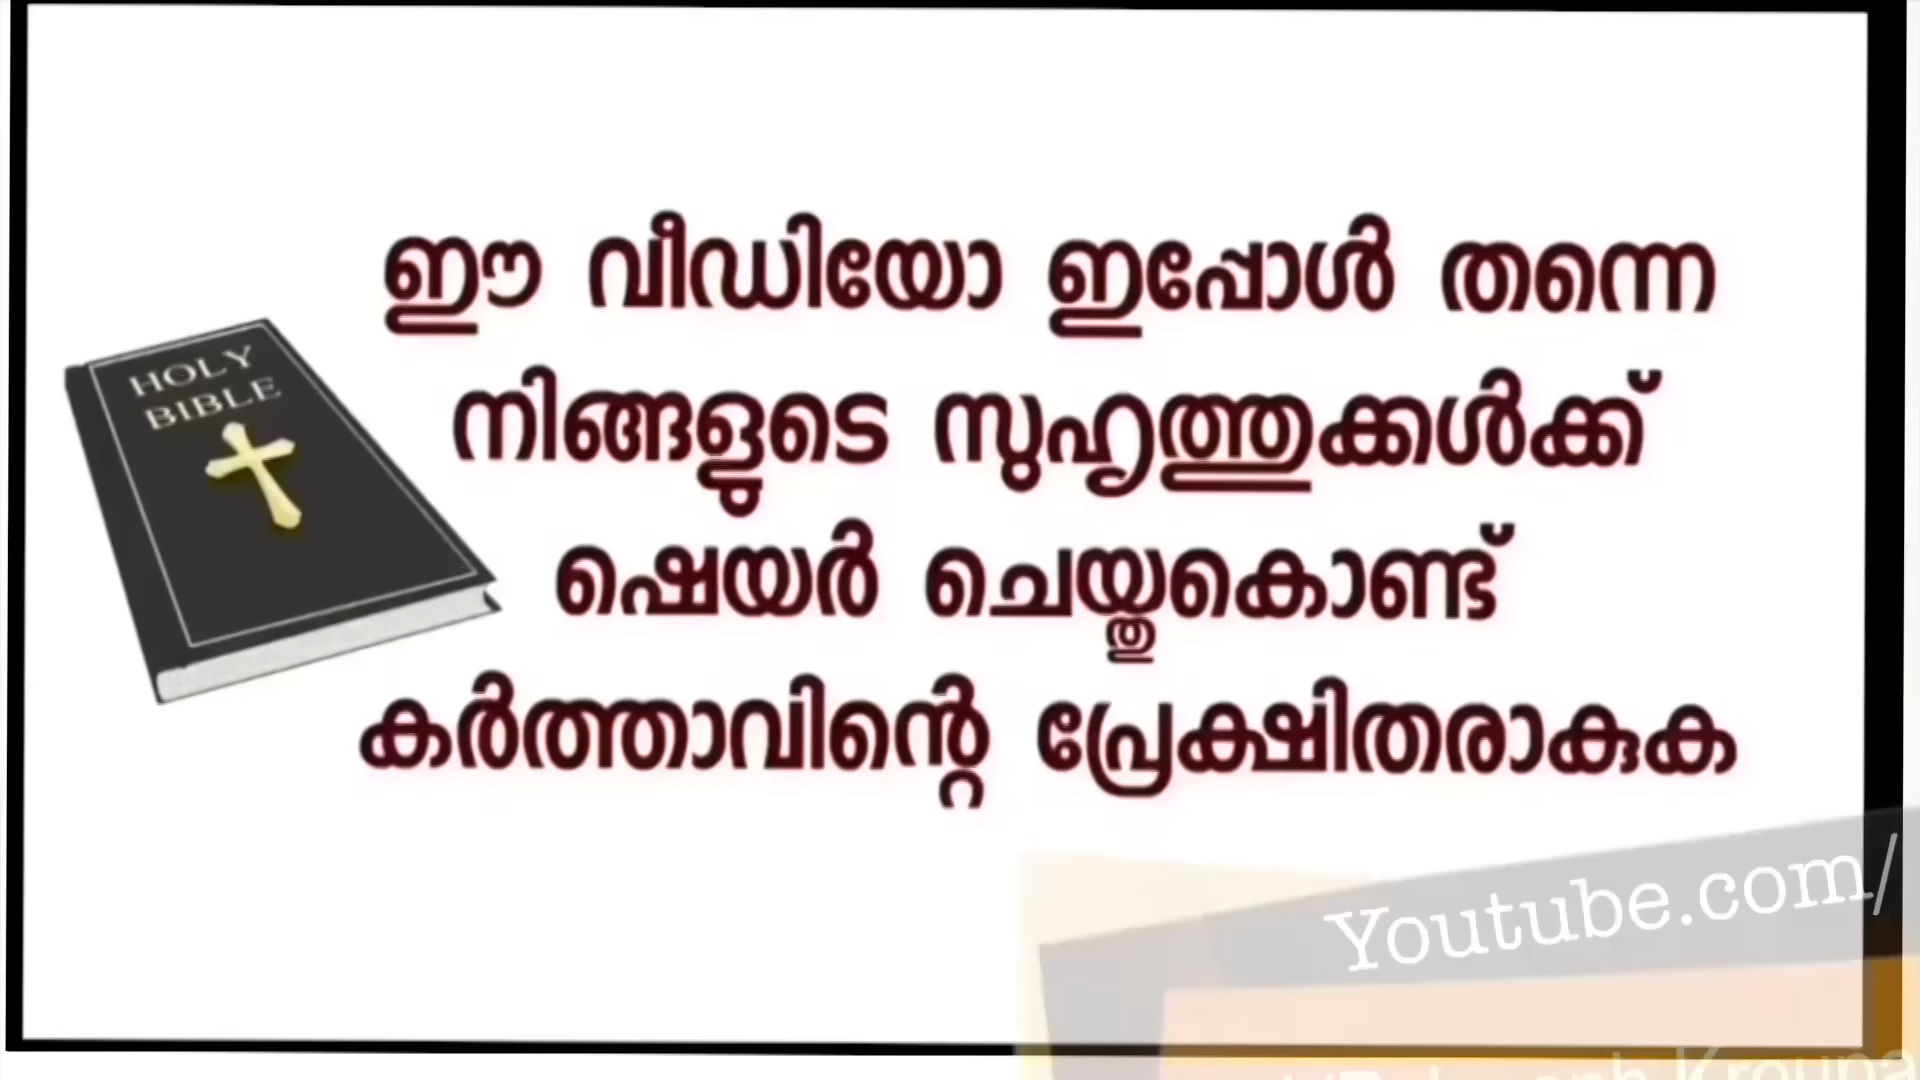 ഈ വീഡിയോ ഇപ്പോൾ തന്നെ
നിങ്ങളുടെ സുഹൃത്തുക്കൾക്ക്
ഷെയർ ചെയ്തുകൊണ്ട്
കർത്താവിന്റെ പ്രേക്ഷിതരാകുക
HOLY
BIBLE
Youtube.com/